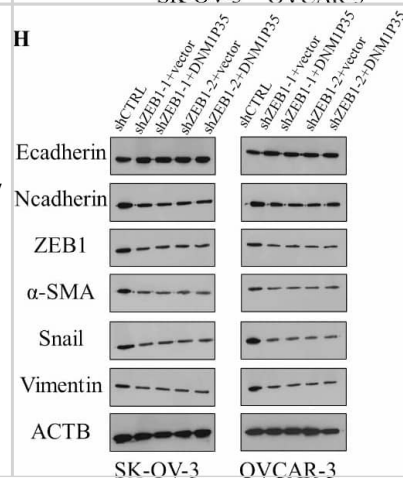 H
shCTRL
shZEB1-1+vector
shZEB1-1+DNM1P35
shZEB1-2+vector
shZEB1-2+DNM1P35
shCTRL
shZEB1-1+vector
shZEB1-1+DNM1P35
shZEB1-2+vector
shZEB1-2+DNM1P35
Ecadherin
Ncadherin
ZEB1
α-SMA
Snail
Vimentin
ACTB
SK-OV-3 OVCAR-3